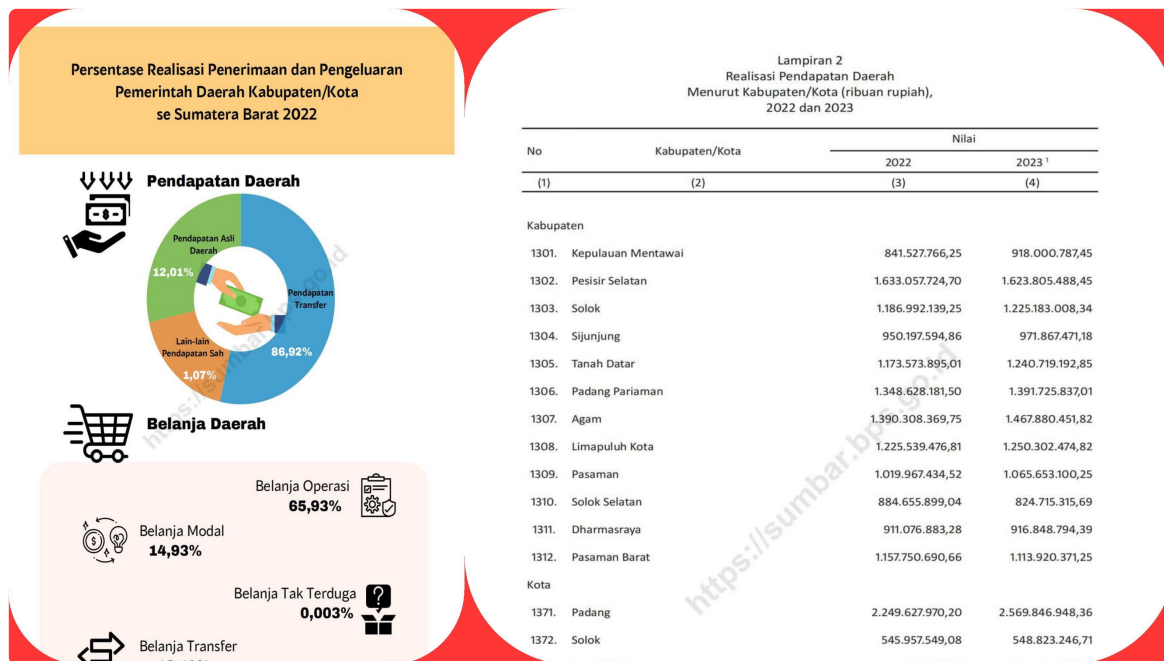 Persentase Realisasi Penerimaan dan Pengeluaran
Pemerintah Daerah Kabupaten/Kota
se Sumatera Barat 2022
Pendapatan Daerah
Pendapatan Asli
Daerah
12,01%
Pendapatan
Transfer
86,92%
Lain-lain
Pendapatan Sah
1,07%
https://sumbar.bps.go.id
Belanja Daerah
Belanja Operasi
65,93%
Belanja Modal
14,93%
Belanja Tak Terduga
0,003%
Belanja Transfer
Lampiran 2
Realisasi Pendapatan Daerah
Menurut Kabupaten/Kota (ribuan rupiah),
2022 dan 2023
No Kabupaten/Kota Nilai
2022 2023 ¹
(1) (2) (3) (4)
Kabupaten
1301. Kepulauan Mentawai 841.527.766,25 918.000.787,45
1302. Pesisir Selatan 1.633.057.724,70 1.623.805.488,45
1303. Solok 1.186.992.139,25 1.225.183.008,34
1304. Sijunjung 950.197.594,86 971.867.471,18
1305. Tanah Datar 1.173.573.895,01 1.240.719.192,85
1306. Padang Pariaman 1.348.628.181,50 1.391.725.837,01
1307. Agam 1.390.308.369,75 1.467.880.451,82
1308. Limapuluh Kota 1.225.539.476,81 1.250.302.474,82
1309. Pasaman 1.019.967.434,52 1.065.653.100,25
1310. Solok Selatan 884.655.899,04 824.715.315,69
1311. Dharmasraya 911.076.883,28 916.848.794,39
1312. Pasaman Barat 1.157.750.690,66 1.113.920.371,25
Kota
1371. Padang 2.249.627.970,20 2.569.846.948,36
1372. Solok 545.957.549,08 548.823.246,71
https://sumbar.bps.go.id